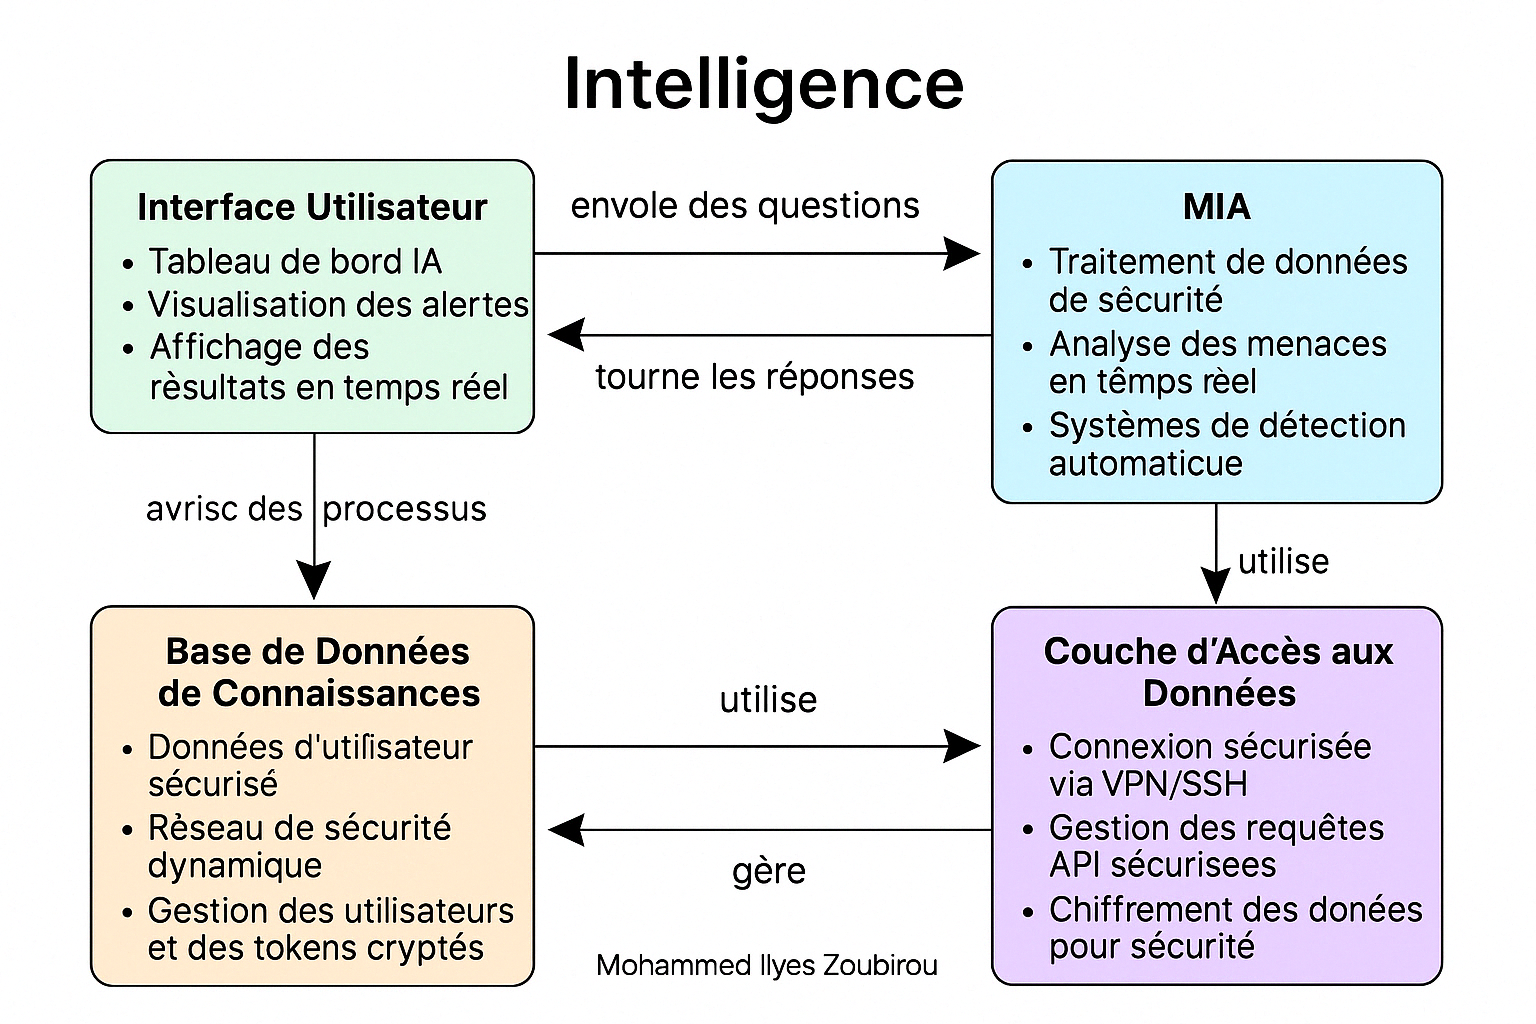 Intelligence
Interface Utilisateur
• Tableau de bord IA
• Visualisation des alertes
• Affichage des
rèsultats en temps réel
envole des questions
tourne les réponses
MIA
• Traitement de données
de sêcurité
• Analyse des menaces
en têmps rèel
• Systèmes de détection
automaticue
avrisc des processus
utilise
Base de Données
de Connaissances
• Données d'utilisateur
sécurisé
• Rẻseau de sécurité
dynamique
• Gestion des utilisateurs
et des tokens cryptés
utilise
gère
Couche d’Accès aux
Données
• Connexion sécurisée
via VPN/SSH
• Gestion des requêtes
API sécurisees
• Chiffrement des donées
pour sécurité
Mohammed Ilyes Zoubirou